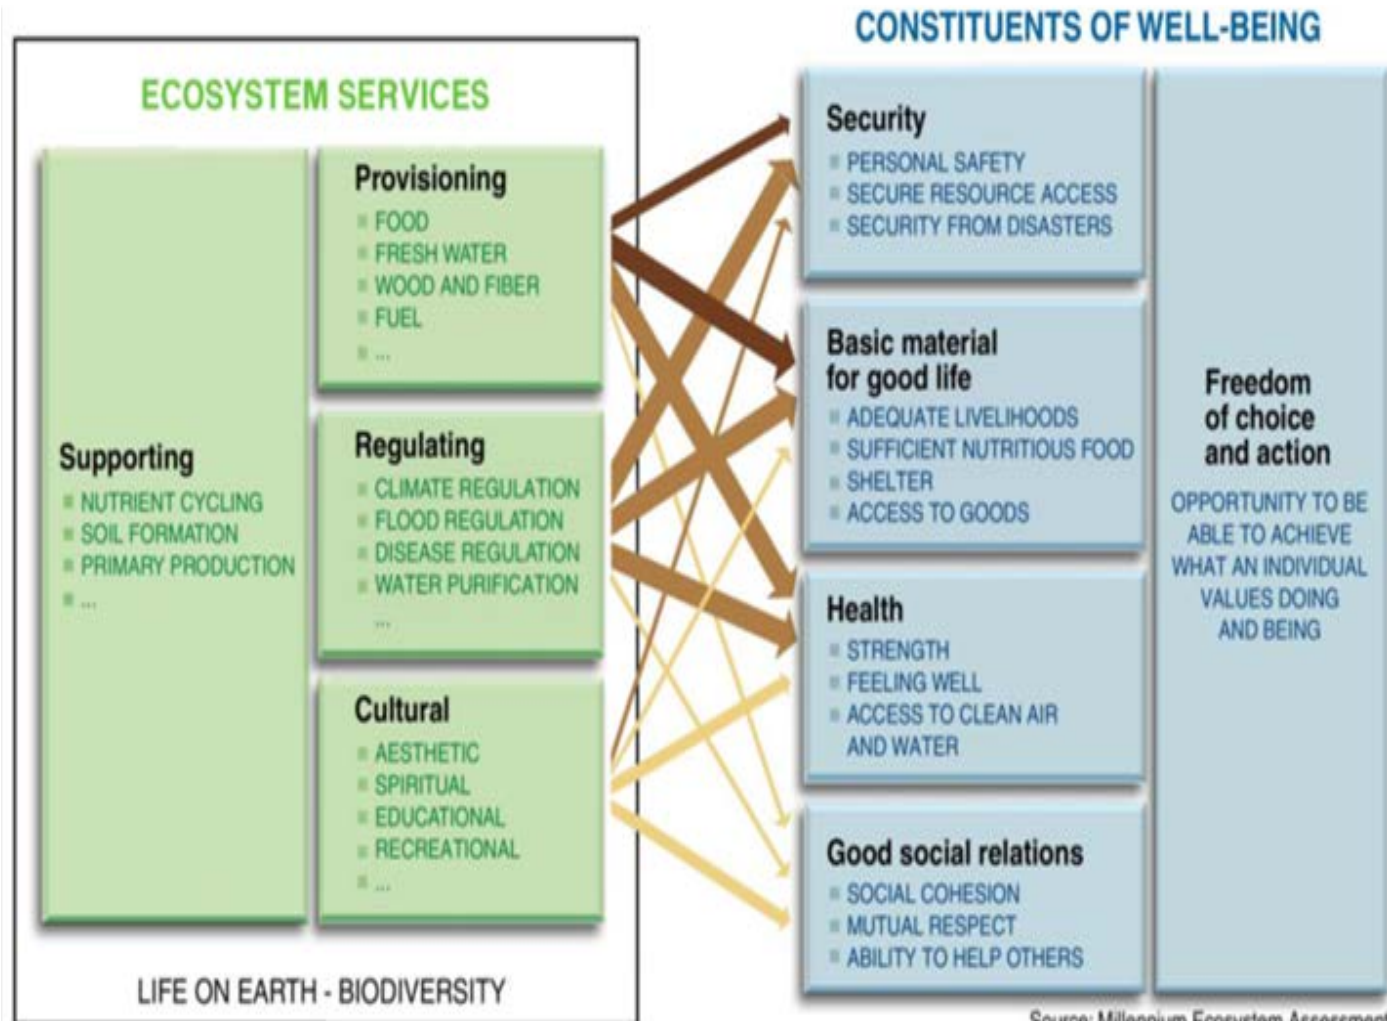 CONSTITUENTS OF WELL-BEING
ECOSYSTEM SERVICES
Supporting
NUTRIENT CYCLING
SOIL FORMATION
PRIMARY PRODUCTION
...
Provisioning
FOOD
FRESH WATER
WOOD AND FIBER
FUEL
...
Regulating
CLIMATE REGULATION
FLOOD REGULATION
DISEASE REGULATION
WATER PURIFICATION
...
Cultural
AESTHETIC
SPIRITUAL
EDUCATIONAL
RECREATIONAL
...
LIFE ON EARTH - BIODIVERSITY
Security
PERSONAL SAFETY
SECURE RESOURCE ACCESS
SECURITY FROM DISASTERS
Basic material
for good life
ADEQUATE LIVELIHOODS
SUFFICIENT NUTRITIOUS FOOD
SHELTER
ACCESS TO GOODS
Health
STRENGTH
FEELING WELL
ACCESS TO CLEAN AIR
AND WATER
Good social relations
SOCIAL COHESION
MUTUAL RESPECT
ABILITY TO HELP OTHERS
Freedom
of choice
and action
OPPORTUNITY TO BE
ABLE TO ACHIEVE
WHAT AN INDIVIDUAL
VALUES DOING
AND BEING
Source: Millennium Ecosystem Assessment